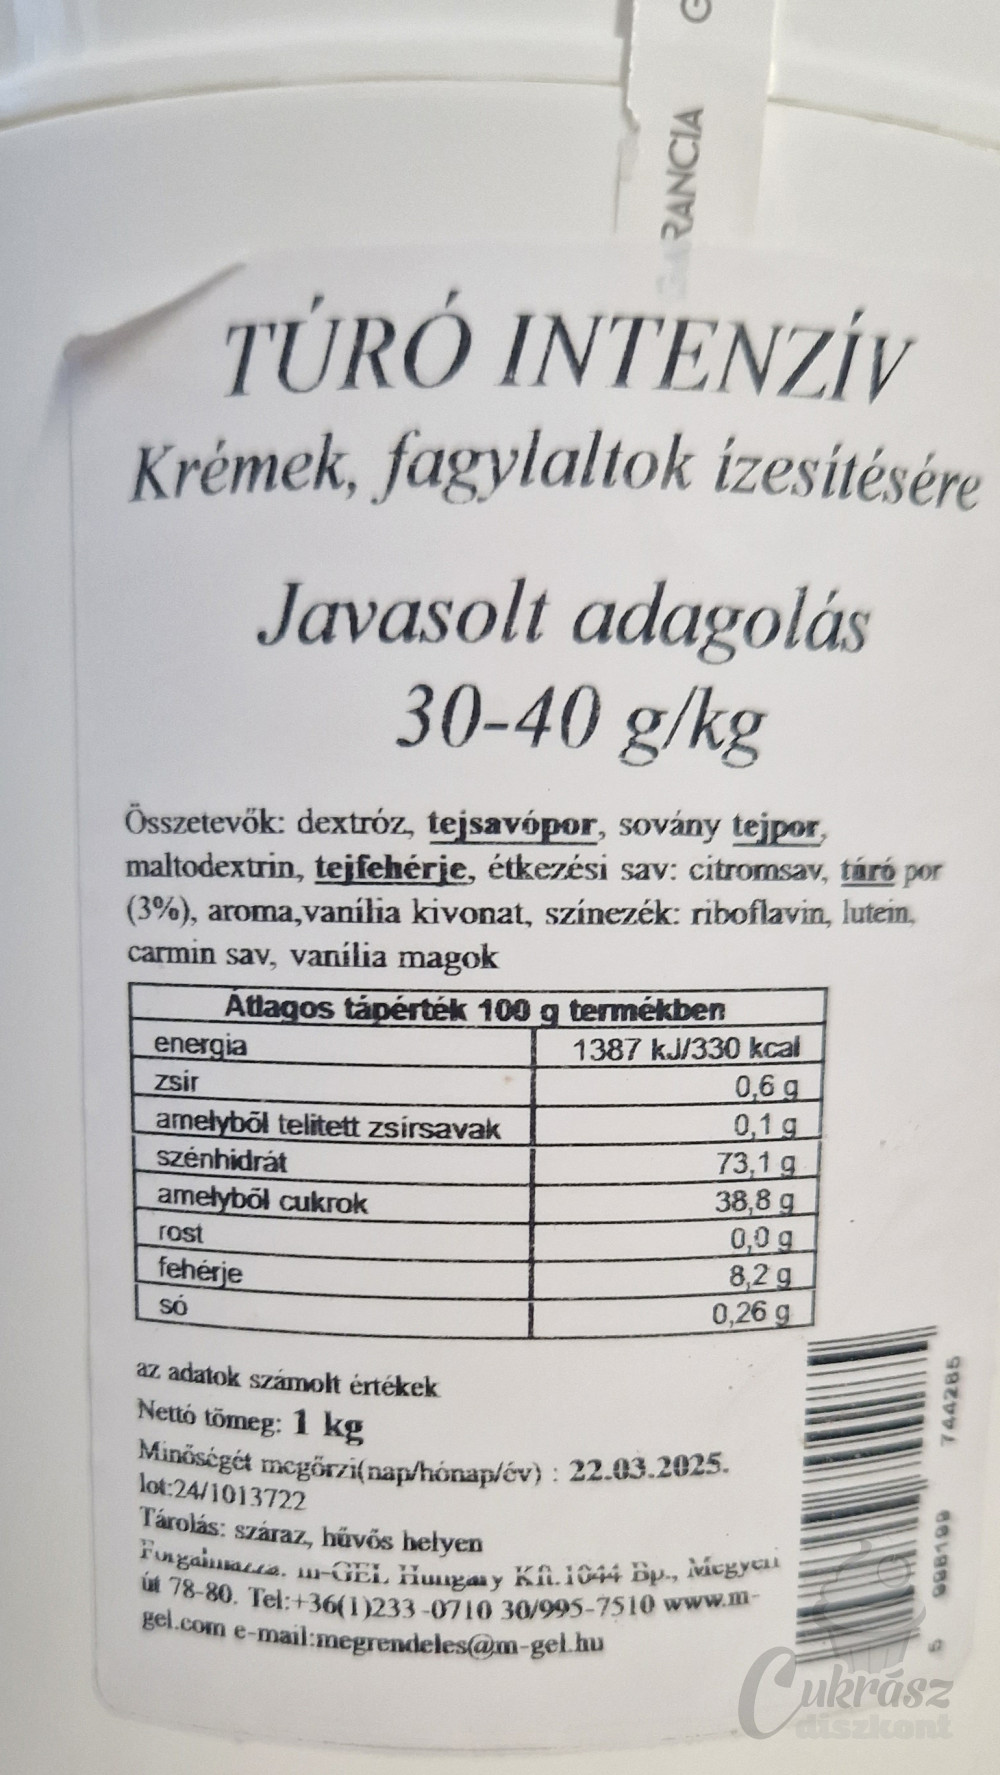 GARANCIA G
TÚRÓ INTENZÍV
Krémek, fagylaltok ízesítésére
Javasolt adagolás
30-40 g/kg
Összetevők: dextróz, tejsavópor, sovány tejpor,
maltodextrin, tejfehérje, étkezési sav: citromsav, túró por
(3%), aroma,vanília kivonat, színezék: riboflavin, lutein,
carmin sav, vanília magok
Átlagos tápérték 100 g termékben
energia 1387 kJ/330 kcal
zsír 0,6 g
amelyből telített zsírsavak 0,1 g
szénhidrát 73,1 g
amelyből cukrok 38,8 g
rost 0,0 g
fehérje 8,2 g
só 0,26 g
az adatok számolt értékek
Nettó tömeg: 1 kg
Minőségét megőrzi(nap/hónap/év) : 22.03.2025.
lot:24/1013722
Tárolás: száraz, hűvös helyen
Forgalmazza. m-GEL Hungary Kft.1044 Bp., Megyeri
út 78-80. Tel:+36(1)233-0710 30/995-7510 www.m-
gel.com e-mail:megrendeles@m-gel.hu
5 998199 744285
Cukrász
diszkont